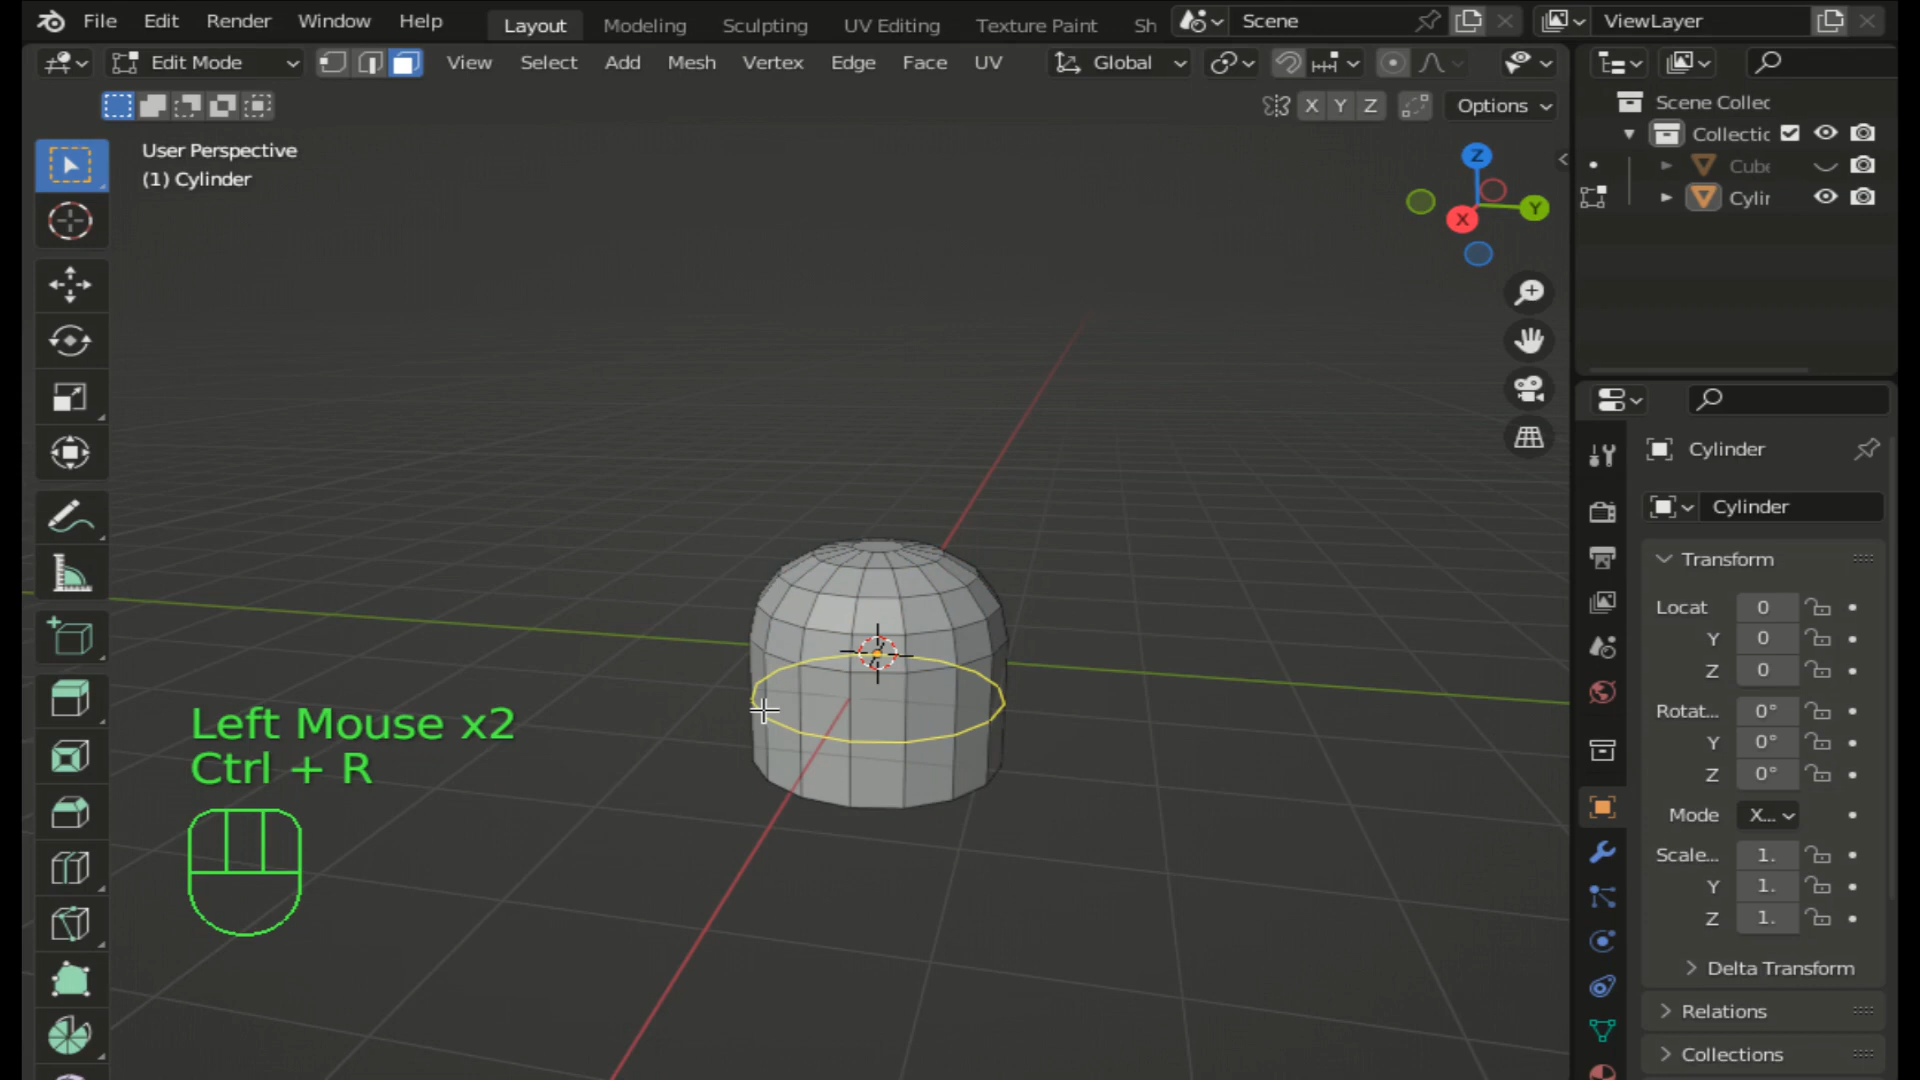 File Edit Render Window Help Layout Modeling Sculpting UV Editing Texture Paint Sh Scene ViewLayer
Edit Mode View Select Add Mesh Vertex Edge Face UV Global
X Y Z Options
User Perspective
(1) Cylinder
Z
Y
X
Scene Collec
Collectic
Cube
Cylir
Cylinder
Cylinder
Transform
Locat 0
Y 0
Z 0
Rotat... 0°
Y 0°
Z 0°
Mode X...
Scale... 1.
Y 1.
Z 1.
Delta Transform
Relations
Collections
Left Mouse x2
Ctrl + R